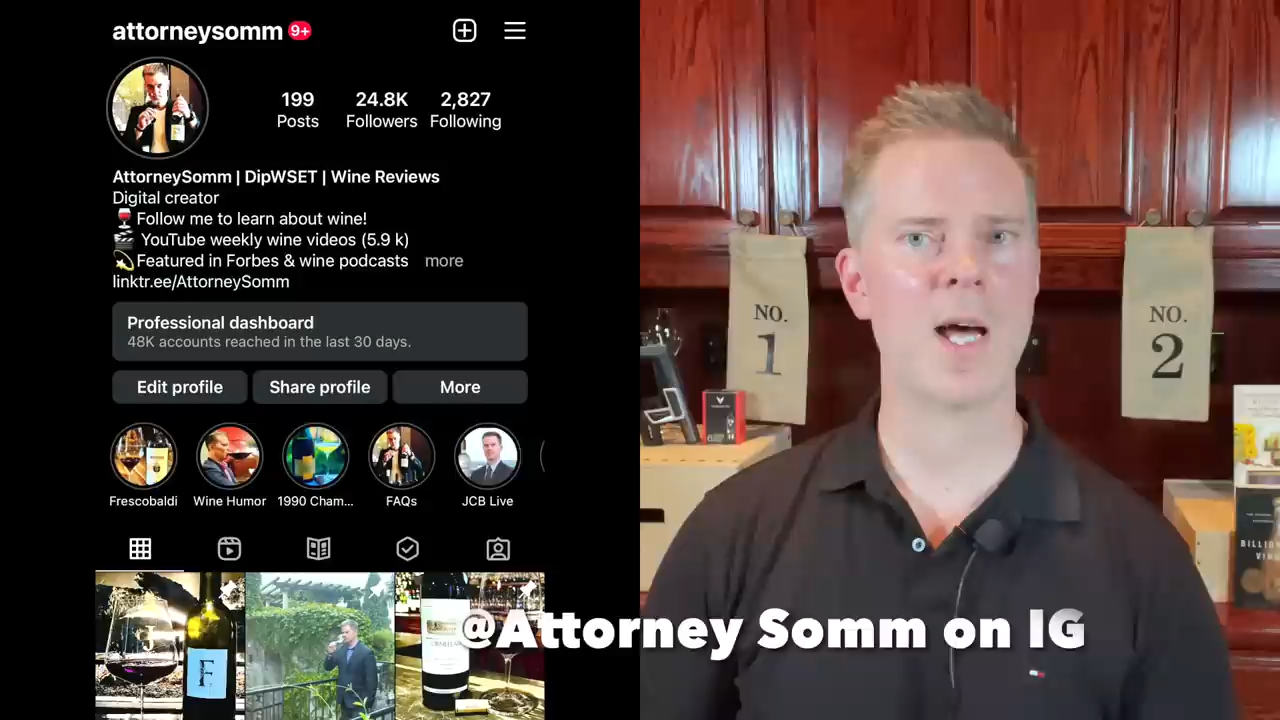 attorneysomm 9+
199
Posts
24.8K
Followers
2,827
Following
AttorneySomm | DipWSET | Wine Reviews
Digital creator
🍷Follow me to learn about wine!
🎬 YouTube weekly wine videos (5.9 k)
💫Featured in Forbes & wine podcasts more
linktr.ee/AttorneySomm
Professional dashboard
48K accounts reached in the last 30 days.
Edit profile
Share profile
More
Frescobaldi
Wine Humor
1990 Cham...
FAQs
JCB Live
F
NO.
1
NO.
2
@Attorney Somm on IG